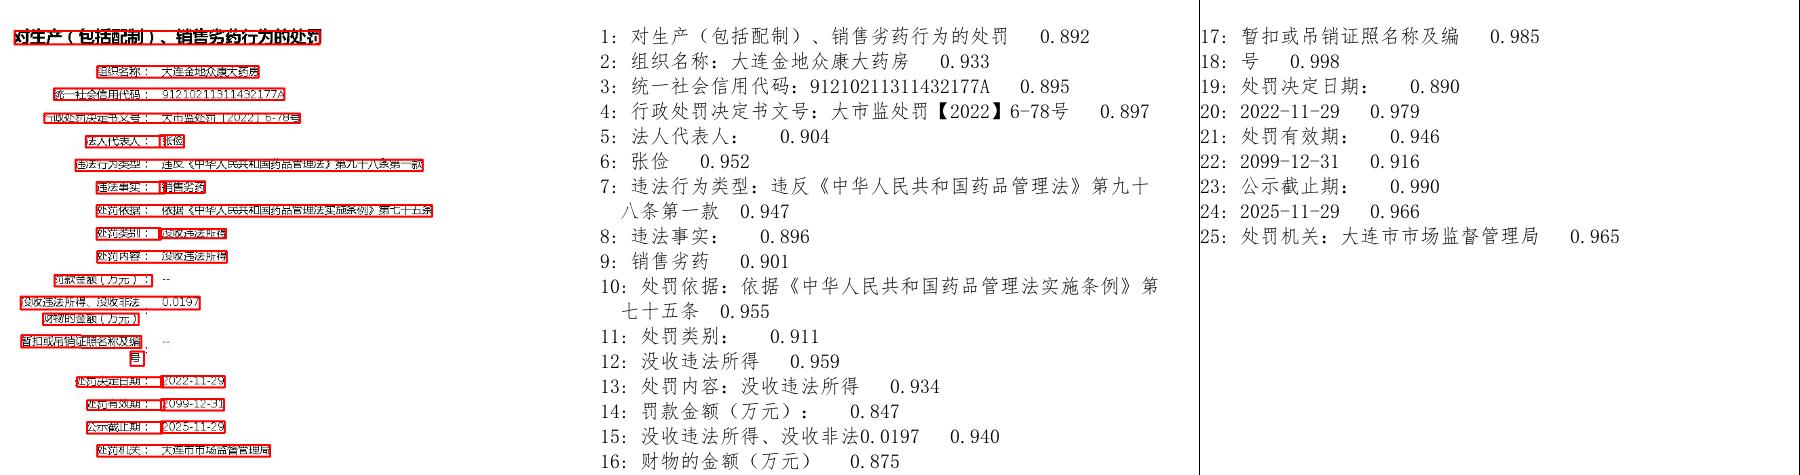 对生产（包括配制）、销售劣药行为的处罚
组织名称： 大连金地众康大药房
统一社会信用代码： 91210211311432177A
行政处罚决定书文号： 大市监处罚【2022】6-78号
法人代表人： 张俭
违法行为类型： 违反《中华人民共和国药品管理法》第九十八条第一款
违法事实： 销售劣药
处罚依据： 依据《中华人民共和国药品管理法实施条例》第七十五条
处罚类别： 没收违法所得
处罚内容： 没收违法所得
罚款金额（万元）： --
没收违法所得、没收非法 0.0197
财物的金额（万元） :
暂扣或吊销证照名称及编 --
号 :
处罚决定日期： 2022-11-29
处罚有效期： 2099-12-31
公示截止期： 2025-11-29
处罚机关： 大连市市场监督管理局
1: 对生产（包括配制）、销售劣药行为的处罚 0.892
2: 组织名称: 大连金地众康大药房 0.933
3: 统一社会信用代码: 91210211311432177A 0.895
4: 行政处罚决定书文号: 大市监处罚【2022】6-78号 0.897
5: 法人代表人: 0.904
6: 张俭 0.952
7: 违法行为类型: 违反《中华人民共和国药品管理法》第九十
八条第一款 0.947
8: 违法事实: 0.896
9: 销售劣药 0.901
10: 处罚依据: 依据《中华人民共和国药品管理法实施条例》第
七十五条 0.955
11: 处罚类别: 0.911
12: 没收违法所得 0.959
13: 处罚内容: 没收违法所得 0.934
14: 罚款金额（万元）: 0.847
15: 没收违法所得、没收非法0.0197 0.940
16: 财物的金额（万元） 0.875
17: 暂扣或吊销证照名称及编 0.985
18: 号 0.998
19: 处罚决定日期: 0.890
20: 2022-11-29 0.979
21: 处罚有效期: 0.946
22: 2099-12-31 0.916
23: 公示截止期: 0.990
24: 2025-11-29 0.966
25: 处罚机关: 大连市市场监督管理局 0.965